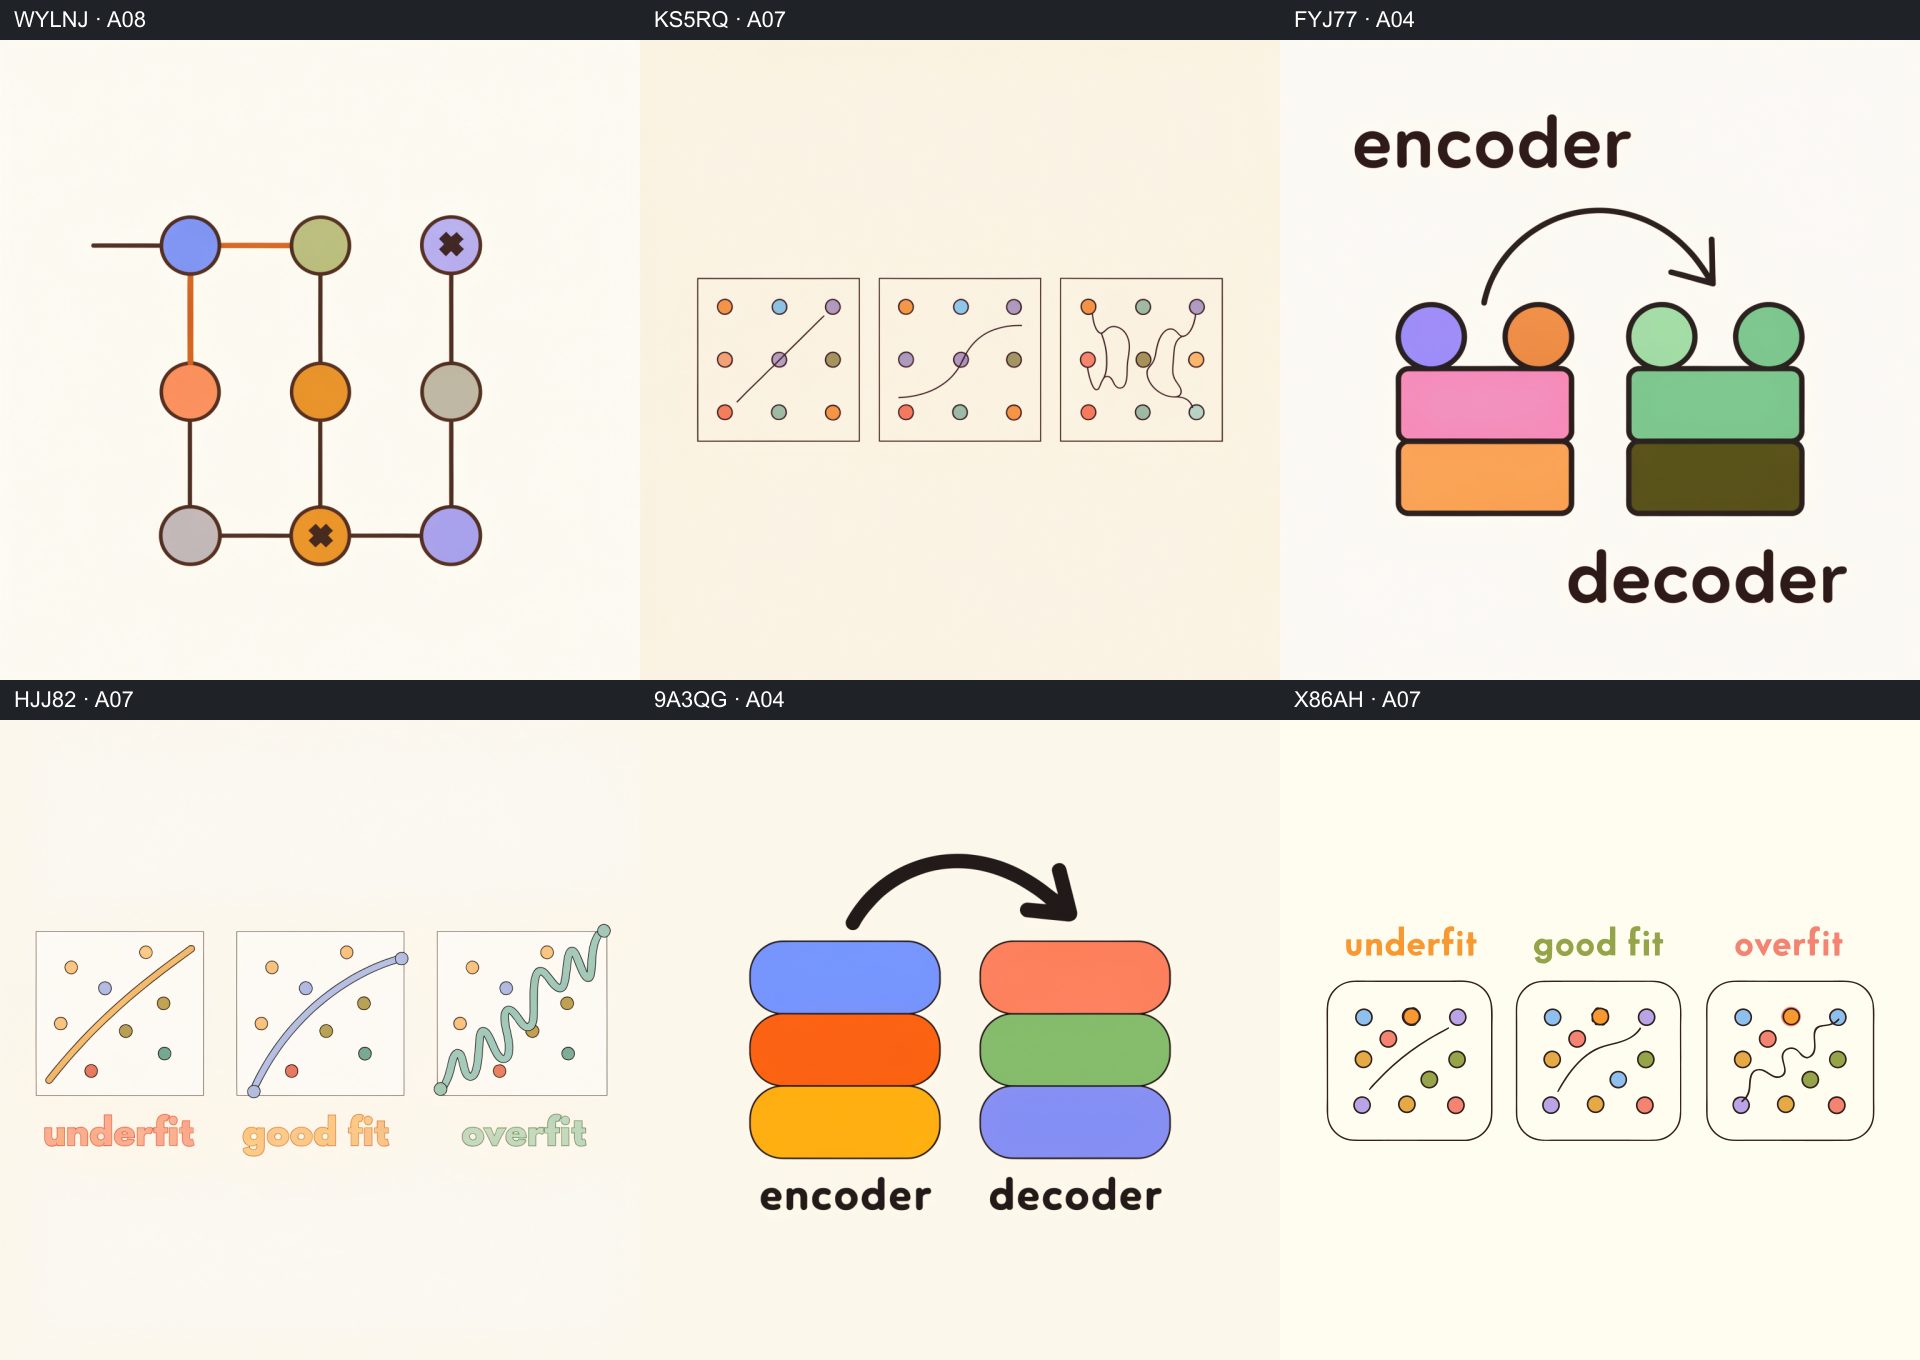 WYLNJ · A08
KS5RQ · A07
FYJ77 · A04
encoder
decoder
HJJ82 · A07
9A3QG · A04
X86AH · A07
underfit
good fit
overfit
encoder
decoder
underfit
good fit
overfit